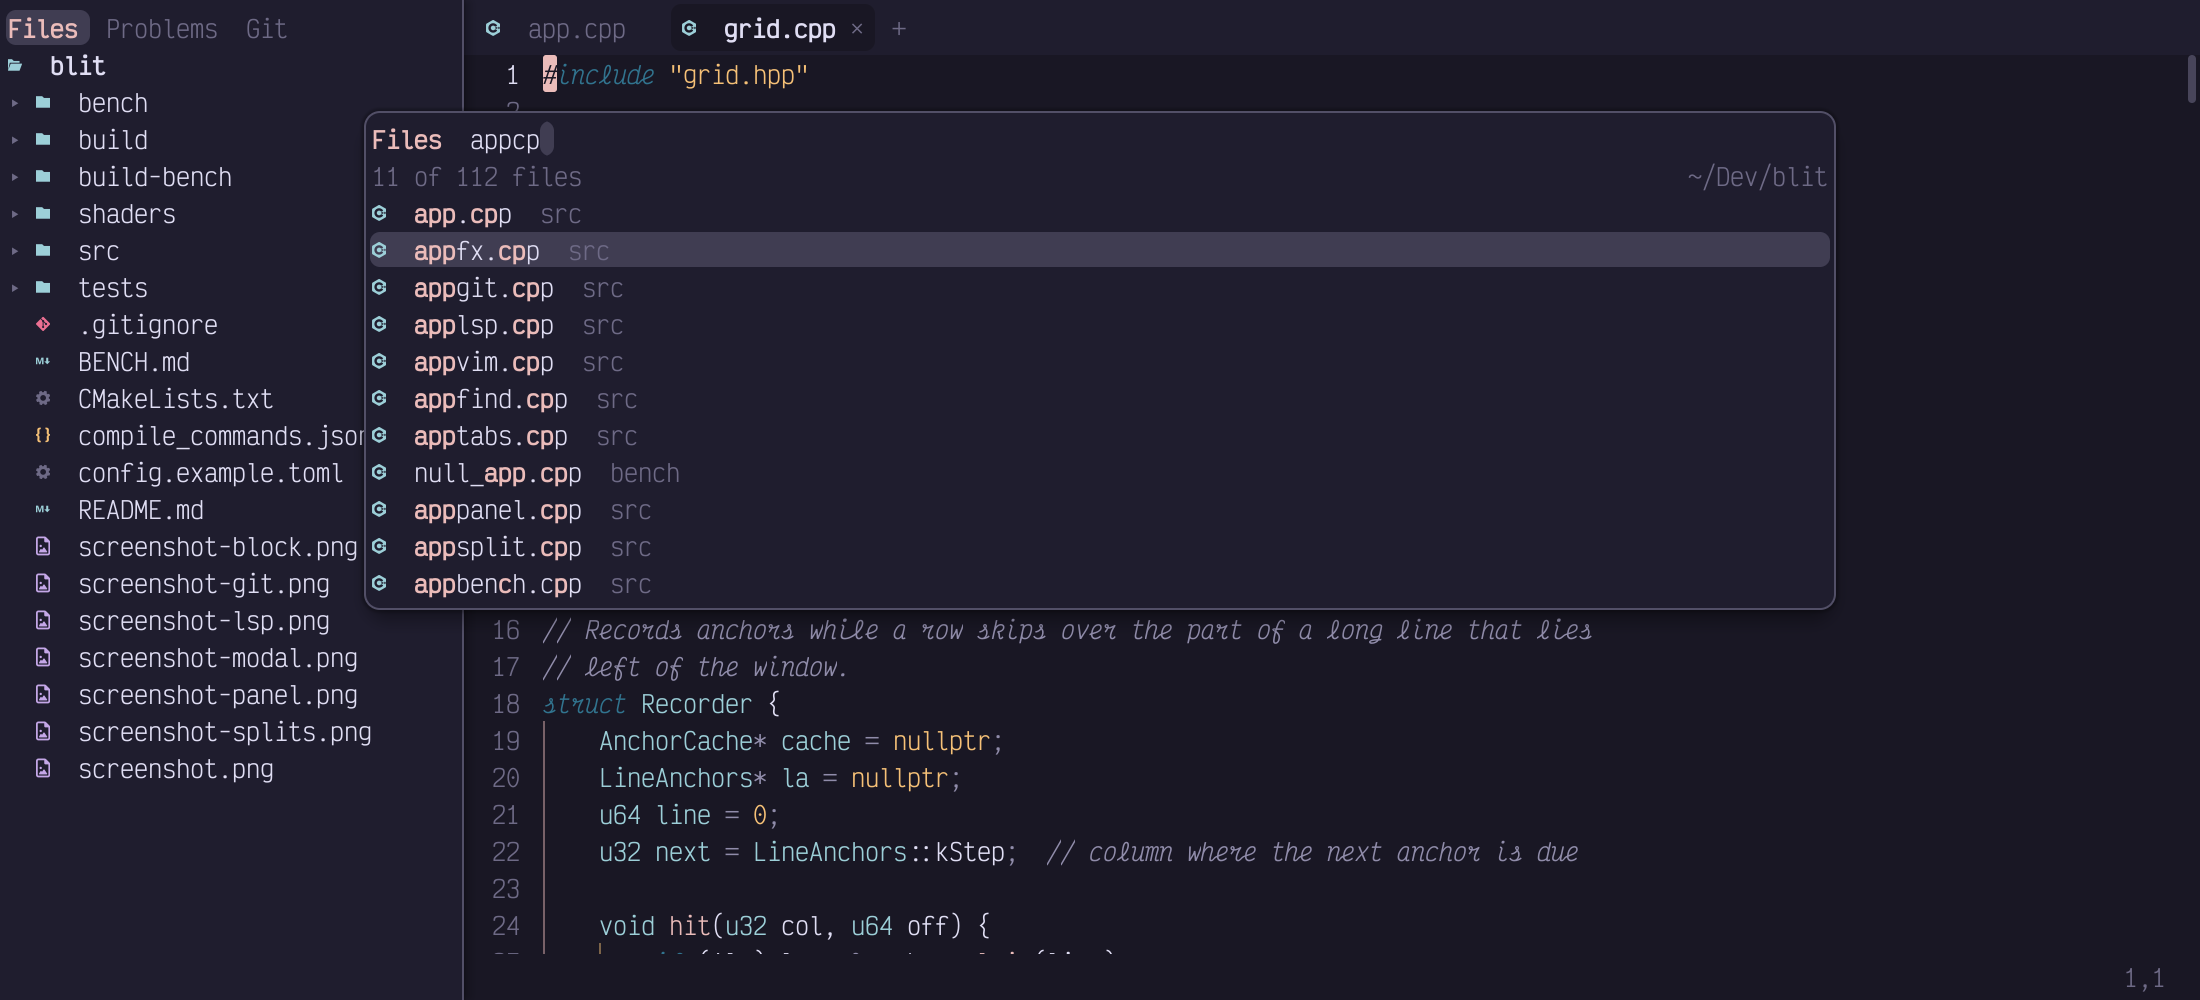 Files Problems Git
blit
bench
build
build-bench
shaders
src
tests
.gitignore
BENCH.md
CMakeLists.txt
compile_commands.json
config.example.toml
README.md
screenshot-block.png
screenshot-git.png
screenshot-lsp.png
screenshot-modal.png
screenshot-panel.png
screenshot-splits.png
screenshot.png
app.cpp grid.cpp × +
1 #include "grid.hpp"
2
Files appcp
11 of 112 files ~/Dev/blit
app.cpp src
appfx.cpp src
appgit.cpp src
applsp.cpp src
appvim.cpp src
appfind.cpp src
apptabs.cpp src
null_app.cpp bench
apppanel.cpp src
appsplit.cpp src
appbench.cpp src
16 // Records anchors while a row skips over the part of a long line that lies
17 // left of the window.
18 struct Recorder {
19 AnchorCache* cache = nullptr;
20 LineAnchors* la = nullptr;
21 u64 line = 0;
22 u32 next = LineAnchors::kStep; // column where the next anchor is due
23
24 void hit(u32 col, u64 off) {
1,1